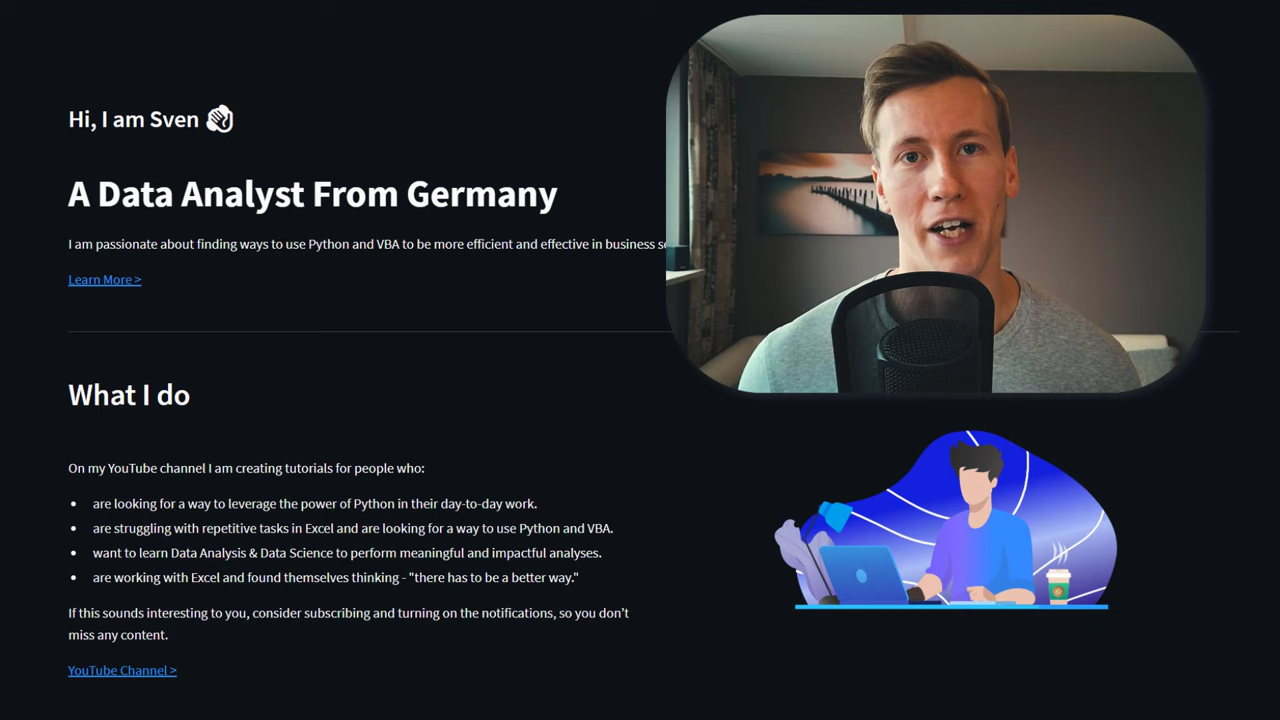 Hi, I am Sven
A Data Analyst From Germany
I am passionate about finding ways to use Python and VBA to be more efficient and effective in business
Learn More >
What I do
On my YouTube channel I am creating tutorials for people who:
• are looking for a way to leverage the power of Python in their day-to-day work.
• are struggling with repetitive tasks in Excel and are looking for a way to use Python and VBA.
• want to learn Data Analysis & Data Science to perform meaningful and impactful analyses.
• are working with Excel and found themselves thinking - "there has to be a better way."
If this sounds interesting to you, consider subscribing and turning on the notifications, so you don’t
miss any content.
YouTube Channel >